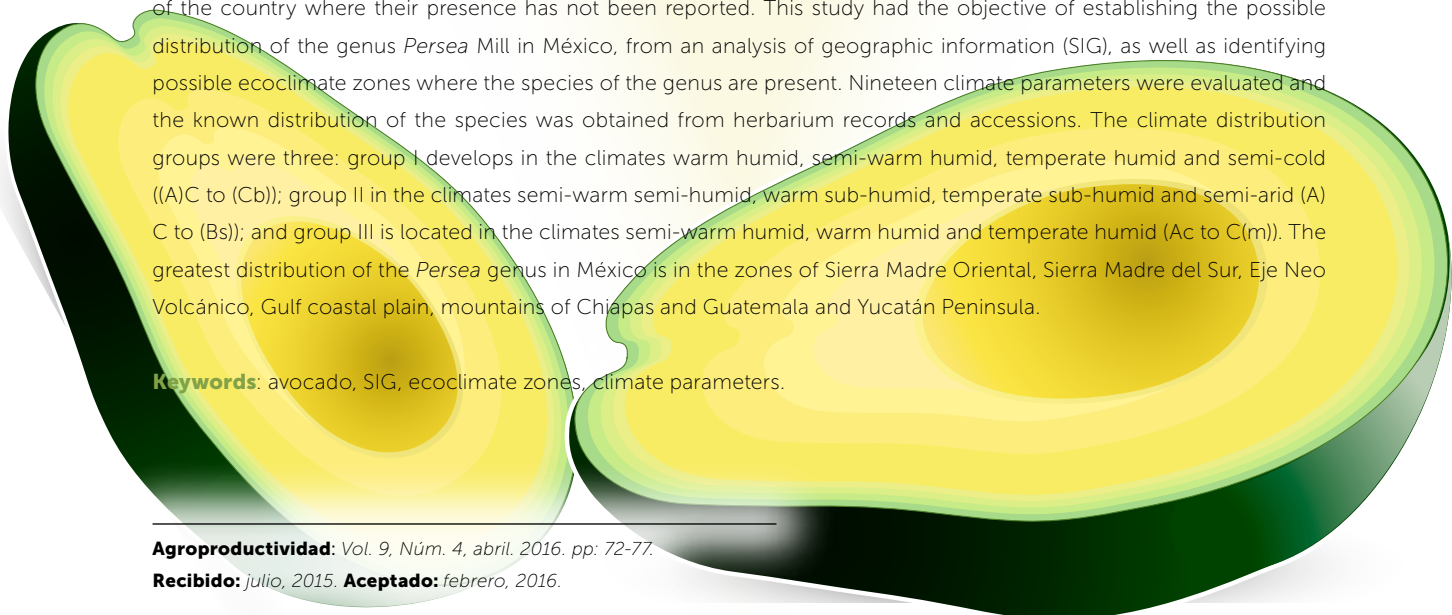 of the country where their presence has not been reported. This study had the objective of establishing the possible
distribution of the genus Persea Mill in México, from an analysis of geographic information (SIG), as well as identifying
possible ecoclimate zones where the species of the genus are present. Nineteen climate parameters were evaluated and
the known distribution of the species was obtained from herbarium records and accessions. The climate distribution
groups were three: group I develops in the climates warm humid, semi-warm humid, temperate humid and semi-cold
((A)C to (Cb)); group II in the climates semi-warm semi-humid, warm sub-humid, temperate sub-humid and semi-arid (A)
C to (Bs)); and group III is located in the climates semi-warm humid, warm humid and temperate humid (Ac to C(m)). The
greatest distribution of the Persea genus in México is in the zones of Sierra Madre Oriental, Sierra Madre del Sur, Eje Neo
Volcánico, Gulf coastal plain, mountains of Chiapas and Guatemala and Yucatán Peninsula.
Keywords: avocado, SIG, ecoclimate zones, climate parameters.
Agroproductividad: Vol. 9, Núm. 4, abril. 2016. pp: 72-77.
Recibido: julio, 2015. Aceptado: febrero, 2016.